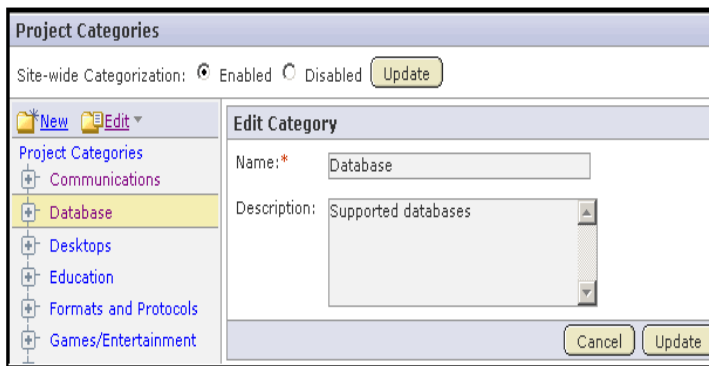 Project Categories
Site-wide Categorization: Enabled Disabled Update
New Edit
Project Categories
Communications
Database
Desktops
Education
Formats and Protocols
Games/Entertainment
Edit Category
Name:* Database
Description: Supported databases
Cancel Update